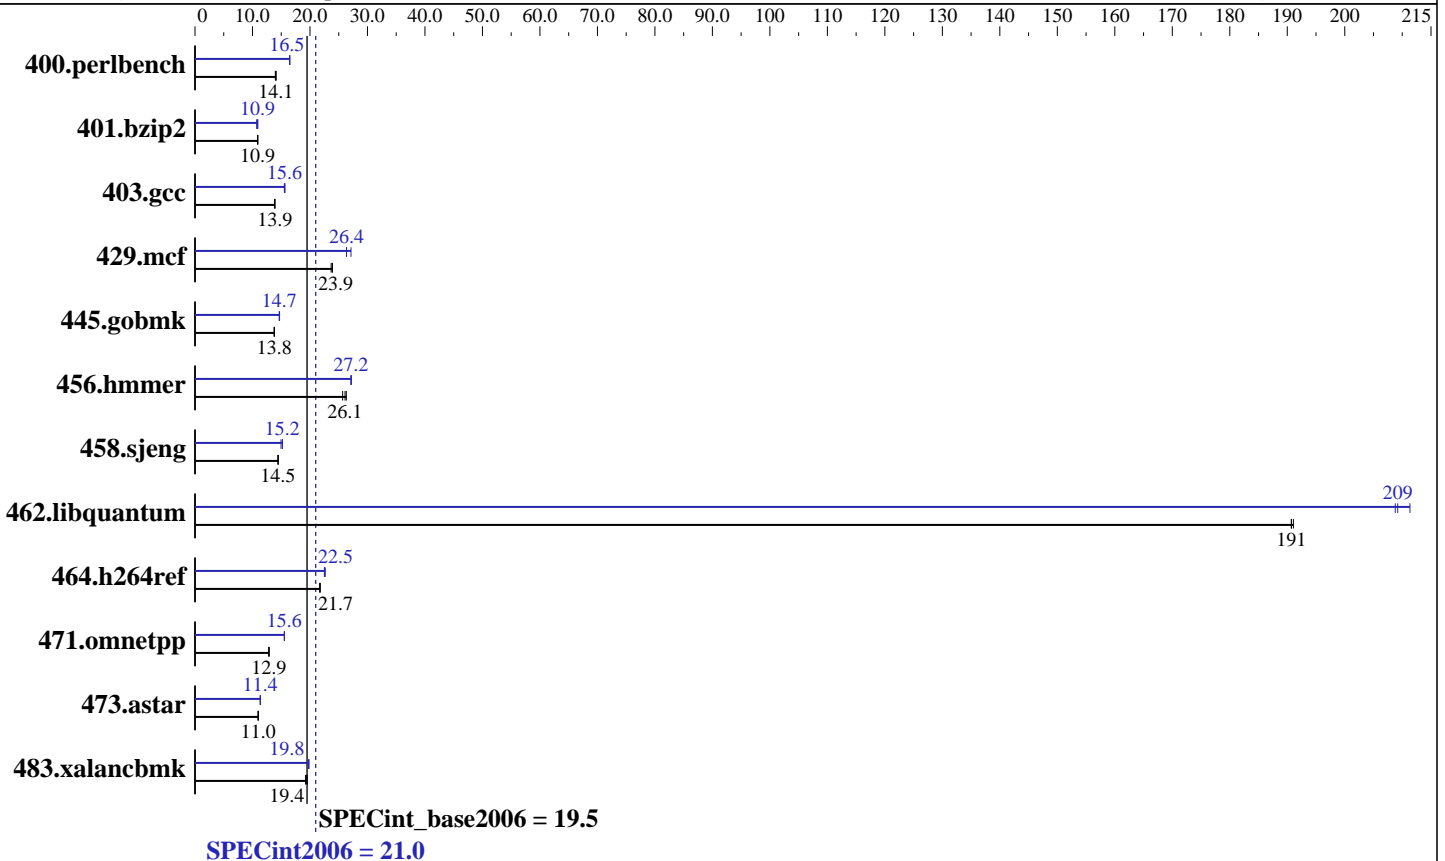 0 10.0 20.0 30.0 40.0 50.0 60.0 70.0 80.0 90.0 100 110 120 130 140 150 160 170 180 190 200 215
16.5
400.perlbench
14.1
10.9
401.bzip2
10.9
15.6
403.gcc
13.9
26.4
429.mcf
23.9
14.7
445.gobmk
13.8
27.2
456.hmmer
26.1
15.2
458.sjeng
14.5
209
462.libquantum
191
22.5
464.h264ref
21.7
15.6
471.omnetpp
12.9
11.4
473.astar
11.0
19.8
483.xalancbmk
19.4
SPECint_base2006 = 19.5
SPECint2006 = 21.0